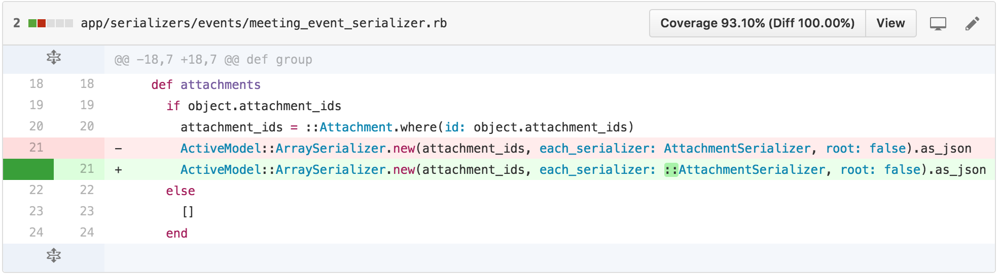 2 app/serializers/events/meeting_event_serializer.rb Coverage 93.10% (Diff 100.00%) View
@@ -18,7 +18,7 @@ def group
18 18 def attachments
19 19 if object.attachment_ids
20 20 attachment_ids = ::Attachment.where(id: object.attachment_ids)
21 - ActiveModel::ArraySerializer.new(attachment_ids, each_serializer: AttachmentSerializer, root: false).as_json
21 + ActiveModel::ArraySerializer.new(attachment_ids, each_serializer: ::AttachmentSerializer, root: false).as_json
22 22 else
23 23 []
24 24 end